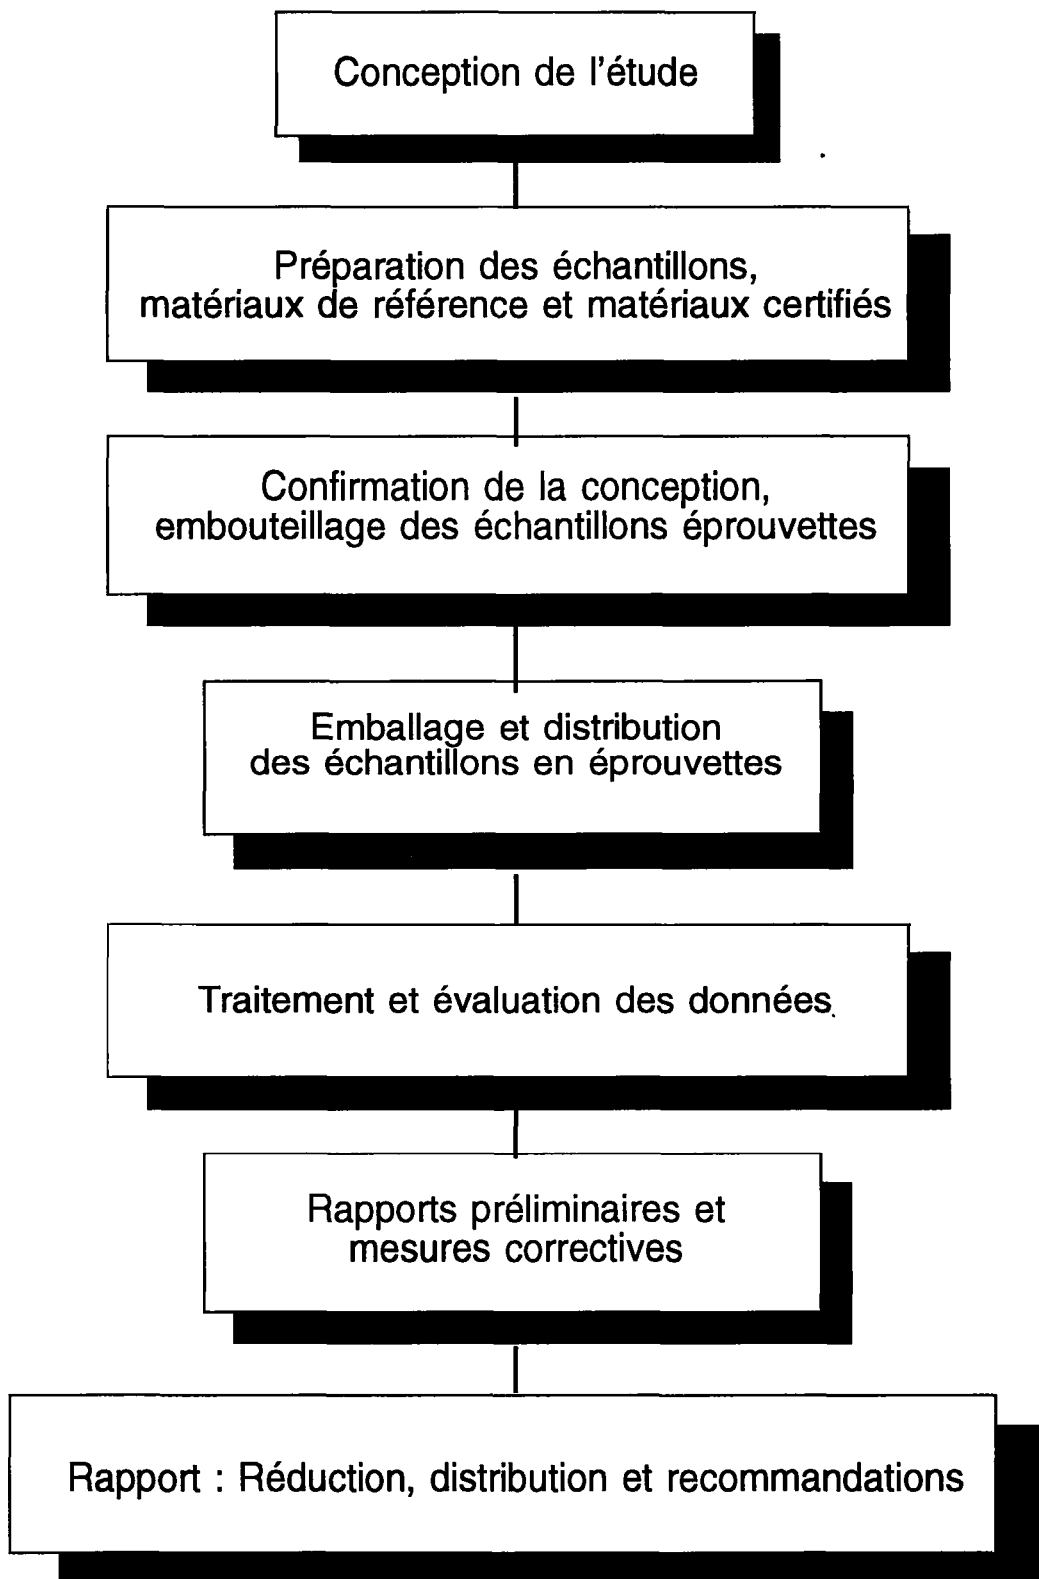 Conception de l'étude
Préparation des échantillons,
matériaux de référence et matériaux certifiés
Confirmation de la conception,
embouteillage des échantillons éprouvettes
Emballage et distribution
des échantillons en éprouvettes
Traitement et évaluation des données
Rapports préliminaires et
mesures correctives
Rapport : Réduction, distribution et recommandations